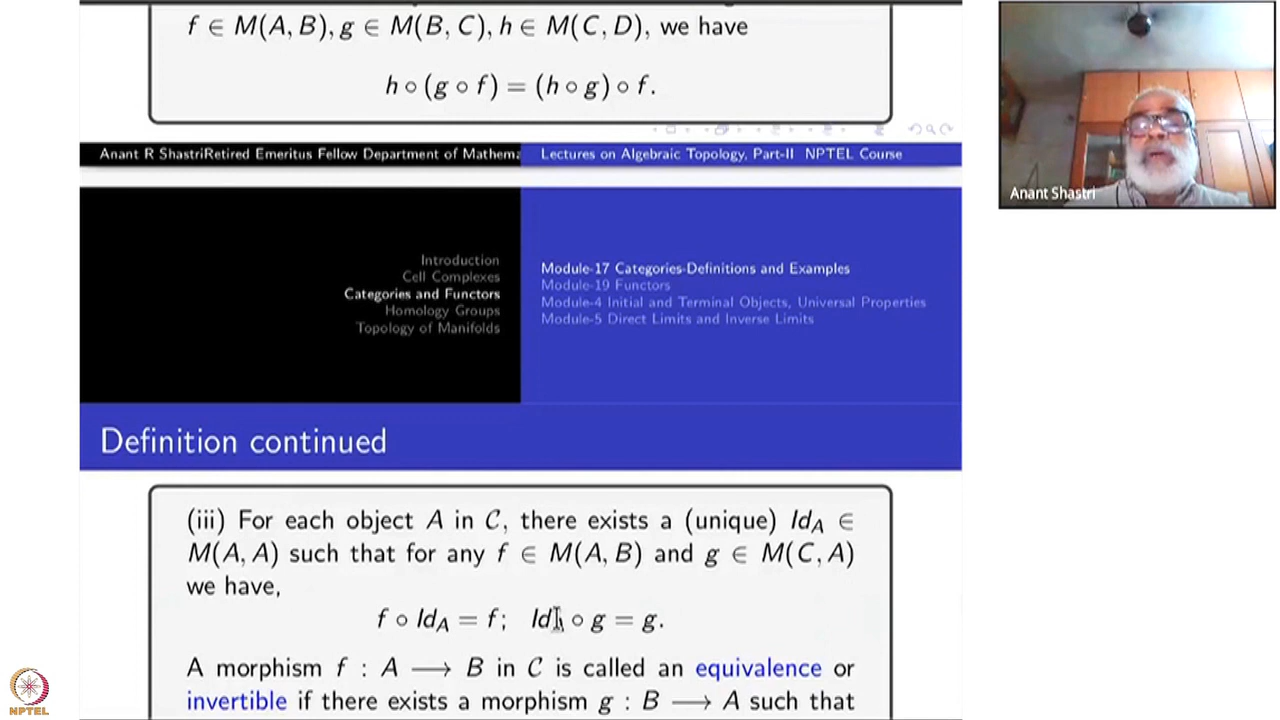 f ∈ M(A, B), g ∈ M(B, C), h ∈ M(C, D), we have
h ∘ (g ∘ f) = (h ∘ g) ∘ f.
Anant R ShastriRetired Emeritus Fellow Department of Mathema
Lectures on Algebraic Topology, Part-II NPTEL Course
Anant Shastri
Introduction
Cell Complexes
Categories and Functors
Homology Groups
Topology of Manifolds
Module-17 Categories-Definitions and Examples
Module-19 Functors
Module-4 Initial and Terminal Objects, Universal Properties
Module-5 Direct Limits and Inverse Limits
Definition continued
(iii) For each object A in 𝒞, there exists a (unique) Id_A ∈
M(A, A) such that for any f ∈ M(A, B) and g ∈ M(C, A)
we have,
f ∘ Id_A = f; Id_A ∘ g = g.
A morphism f : A ⟶ B in 𝒞 is called an equivalence or
invertible if there exists a morphism g : B ⟶ A such that
NPTEL